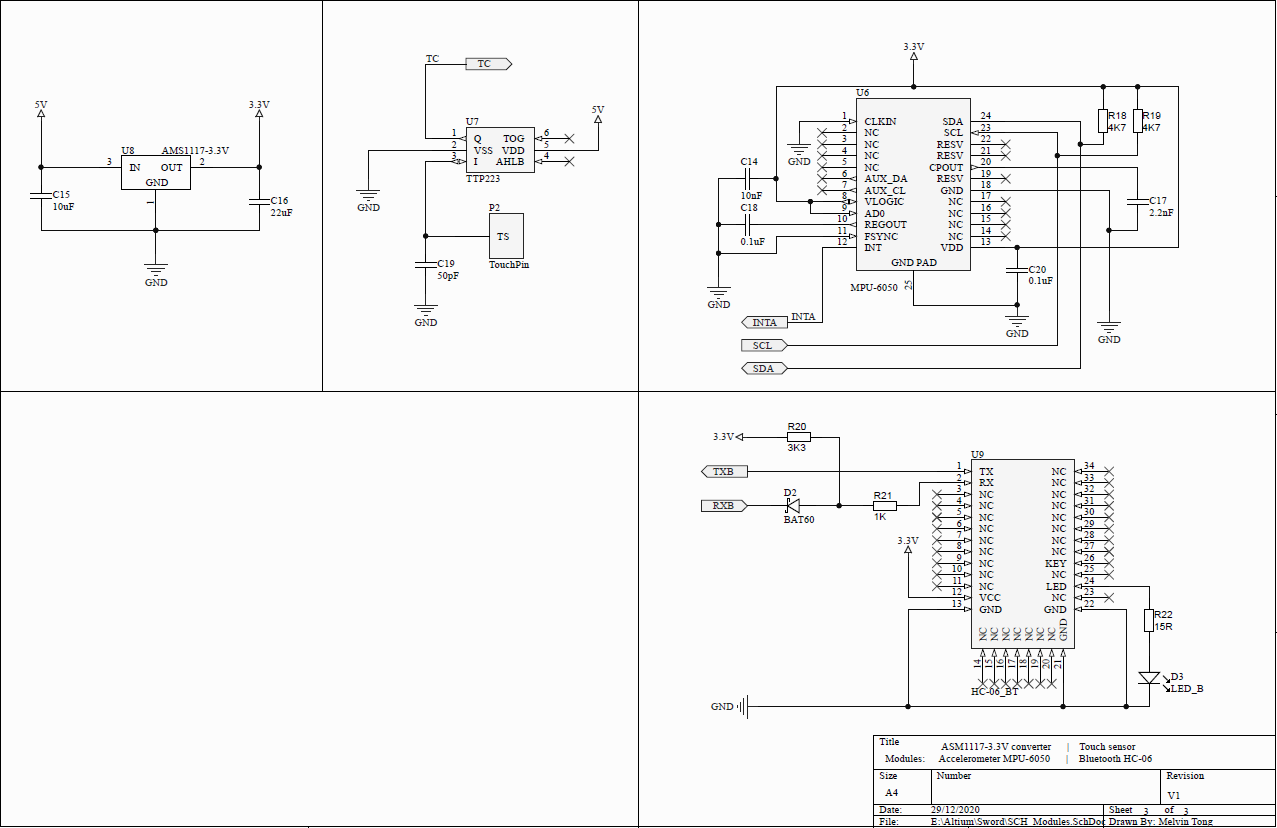 5V
3.3V
U8
AMS1117-3.3V
3
IN
OUT
2
GND
1
C15
10uF
C16
22uF
GND
TC
TC
5V
U7
1
Q
TOG
6
2
VSS
VDD
5
3
I
AHLB
4
TTP223
GND
P2
TS
TouchPin
C19
50pF
GND
3.3V
U6
1
CLKIN
SDA
24
2
NC
SCL
23
3
NC
RESV
22
4
NC
RESV
21
5
NC
CPOUT
20
6
AUX_DA
RESV
19
7
AUX_CL
GND
18
8
VLOGIC
NC
17
9
AD0
NC
16
10
REGOUT
NC
15
11
FSYNC
NC
14
12
INT
VDD
13
GND PAD
25
MPU-6050
R18
4K7
R19
4K7
GND
C14
10nF
C18
0.1uF
GND
C17
2.2nF
C20
0.1uF
GND
GND
INTA
INTA
SCL
SDA
3.3V
R20
3K3
TXB
RXB
D2
BAT60
R21
1K
3.3V
U9
1
TX
NC
34
2
RX
NC
33
3
NC
NC
32
4
NC
NC
31
5
NC
NC
30
6
NC
NC
29
7
NC
NC
28
8
NC
NC
27
9
NC
KEY
26
10
NC
NC
25
11
NC
LED
24
12
VCC
NC
23
13
GND
GND
22
NC
NC
NC
NC
NC
NC
NC
GND
14
15
16
17
18
19
20
21
HC-06_BT
R22
15R
D3
LED_B
GND
Title
ASM1117-3.3V converter | Touch sensor
Modules: Accelerometer MPU-6050 | Bluetooth HC-06
Size
Number
Revision
A4
V1
Date: 29/12/2020
Sheet 3 of 3
File: E:\Altium\Sword\SCH_Modules.SchDoc
Drawn By: Melvin Tong